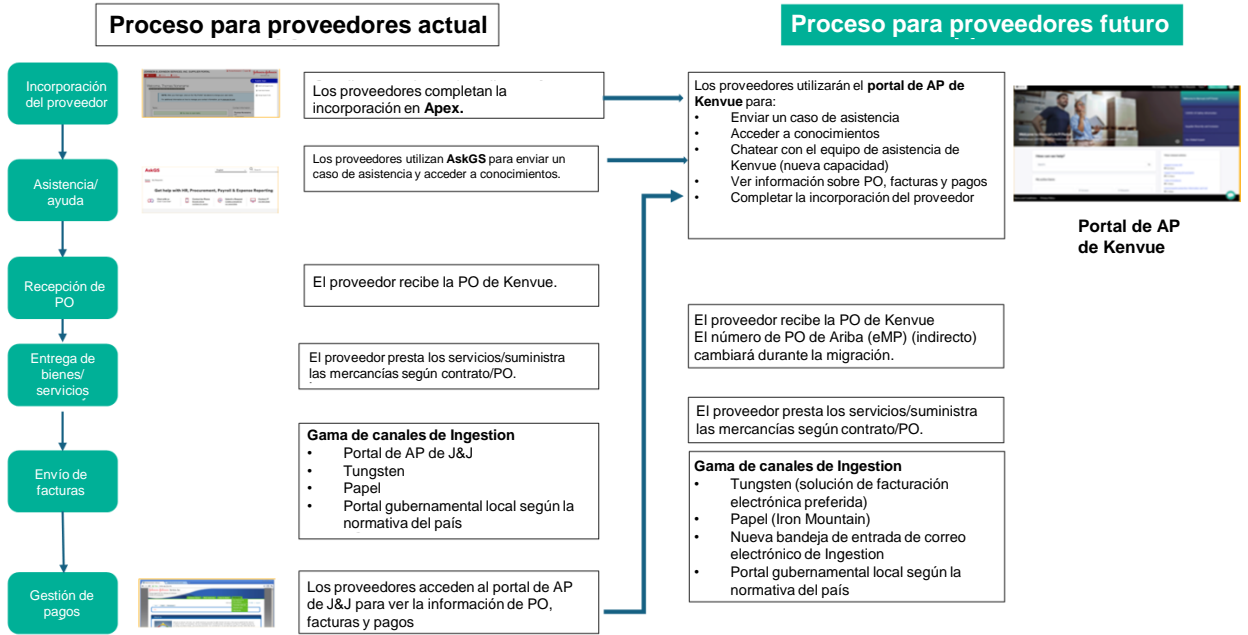 Proceso para proveedores actual
Proceso para proveedores futuro
Incorporación
del proveedor
Los proveedores completan la
incorporación en Apex.
Asistencia/
ayuda
AskGS
Get help with HR, Procurement, Payroll & Expense Reporting
Los proveedores utilizan AskGS para enviar un
caso de asistencia y acceder a conocimientos.
Los proveedores utilizarán el portal de AP de
Kenvue para:
• Enviar un caso de asistencia
• Acceder a conocimientos
• Chatear con el equipo de asistencia de
Kenvue (nueva capacidad)
• Ver información sobre PO, facturas y pagos
• Completar la incorporación del proveedor
Portal de AP
de Kenvue
Recepción de
PO
El proveedor recibe la PO de Kenvue.
El proveedor recibe la PO de Kenvue
El número de PO de Ariba (eMP) (indirecto)
cambiará durante la migración.
Entrega de
bienes/
servicios
El proveedor presta los servicios/suministra
las mercancías según contrato/PO.
El proveedor presta los servicios/suministra
las mercancías según contrato/PO.
Envío de
facturas
Gama de canales de Ingestion
• Portal de AP de J&J
• Tungsten
• Papel
• Portal gubernamental local según la
normativa del país
Gama de canales de Ingestion
• Tungsten (solución de facturación
electrónica preferida)
• Papel (Iron Mountain)
• Nueva bandeja de entrada de correo
electrónico de Ingestion
• Portal gubernamental local según la
normativa del país
Gestión de
pagos
Los proveedores acceden al portal de AP
de J&J para ver la información de PO,
facturas y pagos